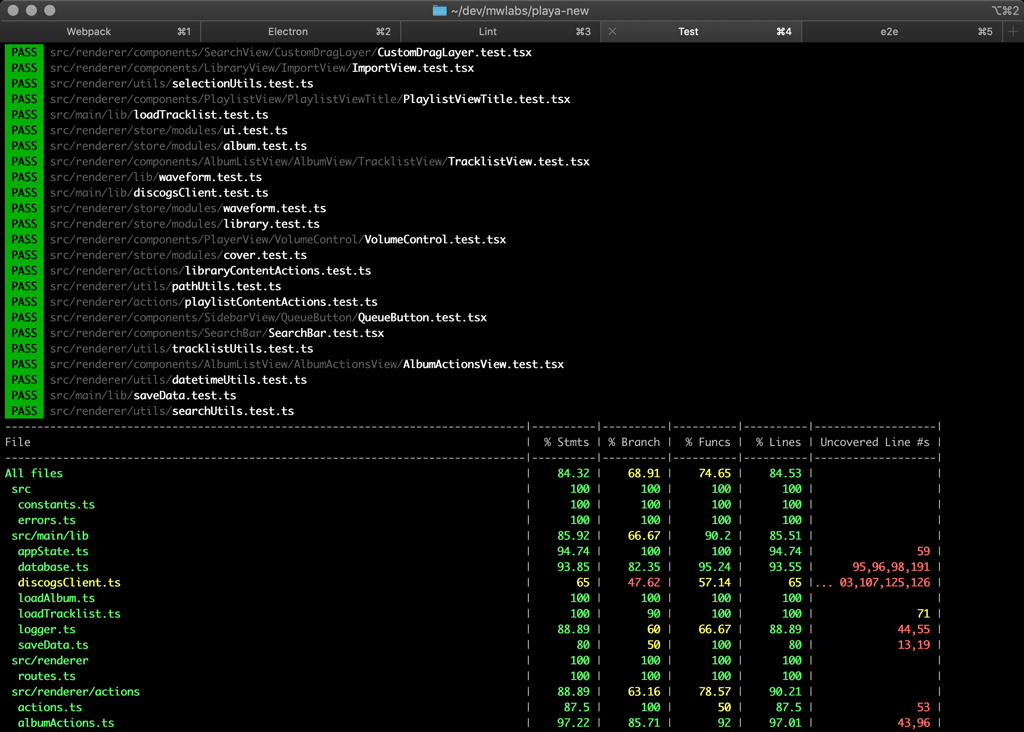 ~/dev/mwlabs/playa-new ⌥⌘2
Webpack ⌘1 Electron ⌘2 Lint ⌘3 Test ⌘4 e2e ⌘5
PASS src/renderer/components/SearchView/CustomDragLayer/CustomDragLayer.test.tsx
PASS src/renderer/components/LibraryView/ImportView/ImportView.test.tsx
PASS src/renderer/utils/selectionUtils.test.ts
PASS src/renderer/components/PlaylistView/PlaylistViewTitle/PlaylistViewTitle.test.tsx
PASS src/main/lib/loadTracklist.test.ts
PASS src/renderer/store/modules/ui.test.ts
PASS src/renderer/store/modules/album.test.ts
PASS src/renderer/components/AlbumListView/AlbumView/TracklistView/TracklistView.test.tsx
PASS src/renderer/lib/waveform.test.ts
PASS src/main/lib/discogsClient.test.ts
PASS src/renderer/store/modules/waveform.test.ts
PASS src/renderer/store/modules/library.test.ts
PASS src/renderer/components/PlayerView/VolumeControl/VolumeControl.test.tsx
PASS src/renderer/store/modules/cover.test.ts
PASS src/renderer/actions/libraryContentActions.test.ts
PASS src/renderer/utils/pathUtils.test.ts
PASS src/renderer/actions/playlistContentActions.test.ts
PASS src/renderer/components/SidebarView/QueueButton/QueueButton.test.tsx
PASS src/renderer/components/SearchBar/SearchBar.test.tsx
PASS src/renderer/utils/tracklistUtils.test.ts
PASS src/renderer/components/AlbumListView/AlbumActionsView/AlbumActionsView.test.tsx
PASS src/renderer/utils/datetimeUtils.test.ts
PASS src/main/lib/saveData.test.ts
PASS src/renderer/utils/searchUtils.test.ts
File | % Stmts | % Branch | % Funcs | % Lines | Uncovered Line #s |
All files | 84.32 | 68.91 | 74.65 | 84.53 | |
src | 100 | 100 | 100 | 100 | |
constants.ts | 100 | 100 | 100 | 100 | |
errors.ts | 100 | 100 | 100 | 100 | |
src/main/lib | 85.92 | 66.67 | 90.2 | 85.51 | |
appState.ts | 94.74 | 100 | 100 | 94.74 | 59 |
database.ts | 93.85 | 82.35 | 95.24 | 93.55 | 95,96,98,191 |
discogsClient.ts | 65 | 47.62 | 57.14 | 65 |... 03,107,125,126 |
loadAlbum.ts | 100 | 100 | 100 | 100 | |
loadTracklist.ts | 100 | 90 | 100 | 100 | 71 |
logger.ts | 88.89 | 60 | 66.67 | 88.89 | 44,55 |
saveData.ts | 80 | 50 | 100 | 80 | 13,19 |
src/renderer | 100 | 100 | 100 | 100 | |
routes.ts | 100 | 100 | 100 | 100 | |
src/renderer/actions | 88.89 | 63.16 | 78.57 | 90.21 | |
actions.ts | 87.5 | 100 | 50 | 87.5 | 53 |
albumActions.ts | 97.22 | 85.71 | 92 | 97.01 | 43,96 |